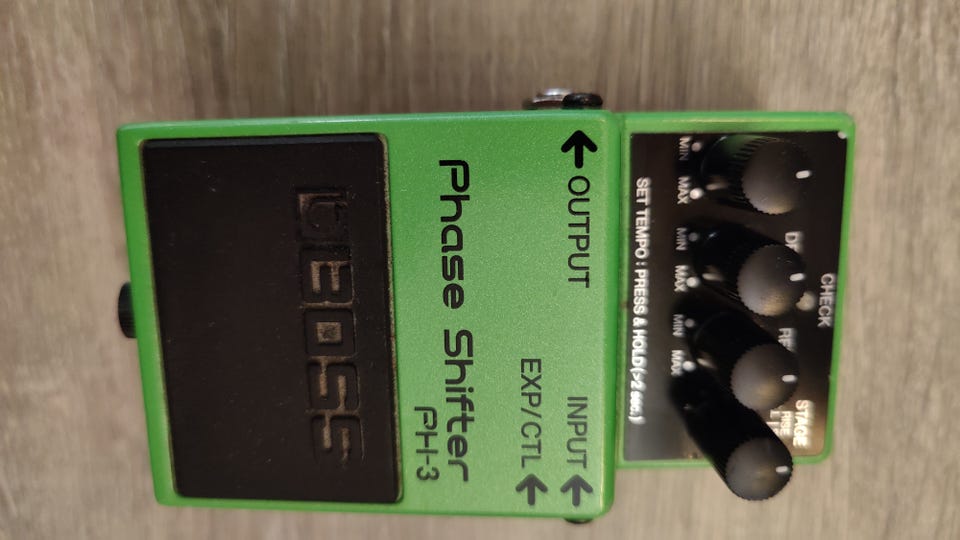 CHECK
STAGE
RISE
MIN MAX MIN MAX MIN MAX
SET TEMPO : PRESS & HOLD(>2 sec.)
OUTPUT INPUT
EXP/CTL
Phase Shifter
PH-3
BOSS